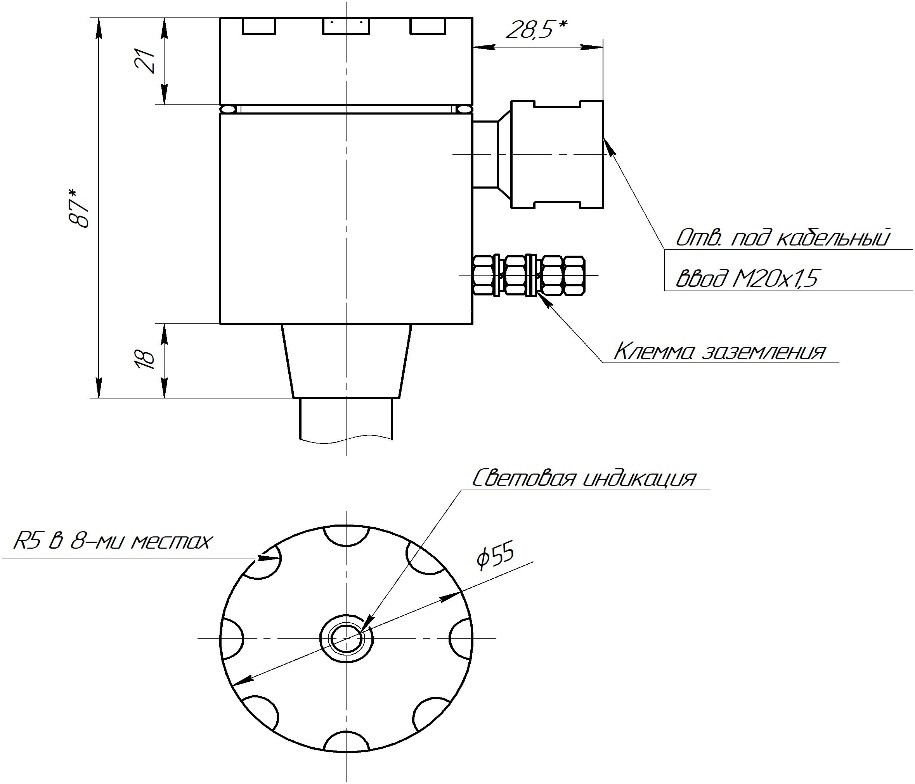 28,5*
21
87*
Отв. под кабельный
ввод М20х1,5
Клемма заземления
18
Световая индикация
R5 в 8-ми местах
ϕ55